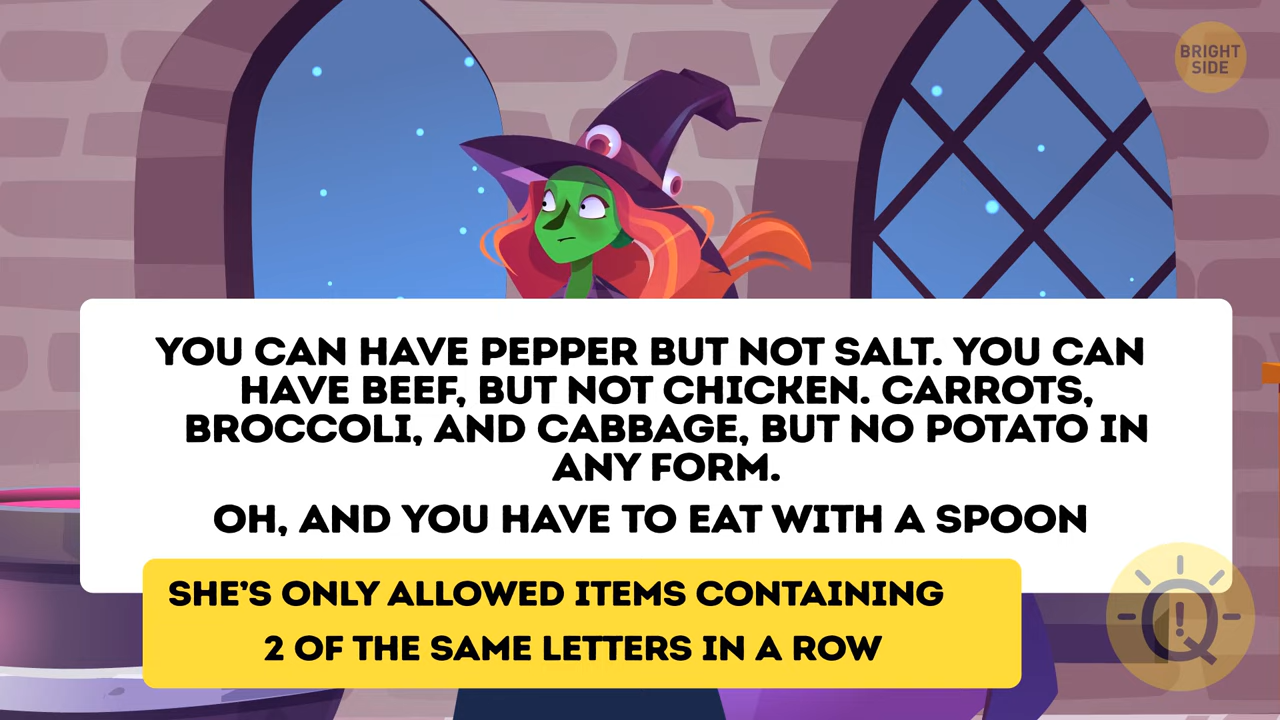 BRIGHT
SIDE
YOU CAN HAVE PEPPER BUT NOT SALT. YOU CAN
HAVE BEEF, BUT NOT CHICKEN. CARROTS,
BROCCOLI, AND CABBAGE, BUT NO POTATO IN
ANY FORM.
OH, AND YOU HAVE TO EAT WITH A SPOON
SHE'S ONLY ALLOWED ITEMS CONTAINING
2 OF THE SAME LETTERS IN A ROW